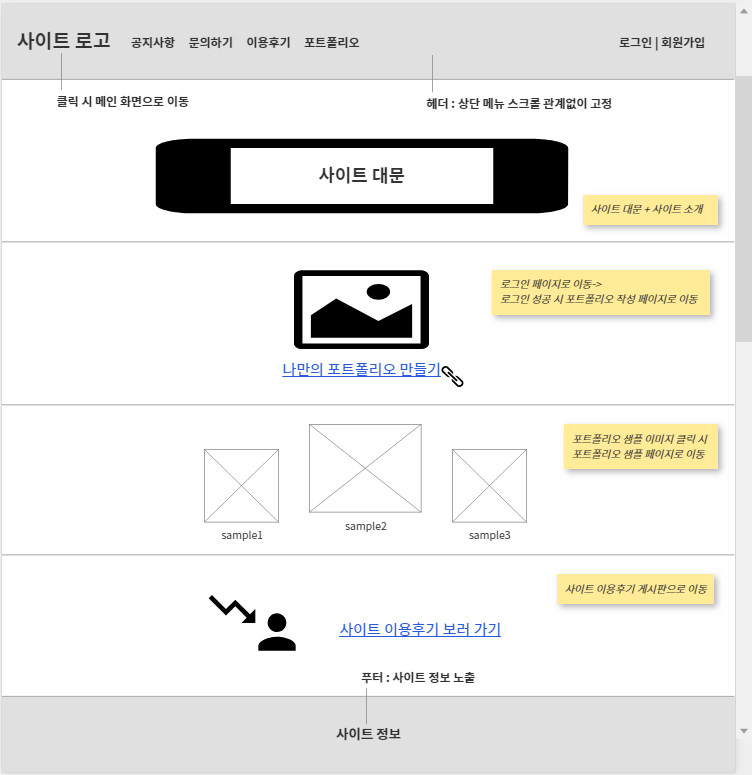 사이트 로고
공지사항 문의하기 이용후기 포트폴리오
로그인 | 회원가입
클릭 시 메인 화면으로 이동
헤더 : 상단 메뉴 스크롤 관계없이 고정
사이트 대문
사이트 대문 + 사이트 소개
로그인 페이지로 이동->
로그인 성공 시 포트폴리오 작성 페이지로 이동
나만의 포트폴리오 만들기
포트폴리오 샘플 이미지 클릭 시
포트폴리오 샘플 페이지로 이동
sample1
sample2
sample3
사이트 이용후기 게시판으로 이동
사이트 이용후기 보러 가기
푸터 : 사이트 정보 노출
사이트 정보